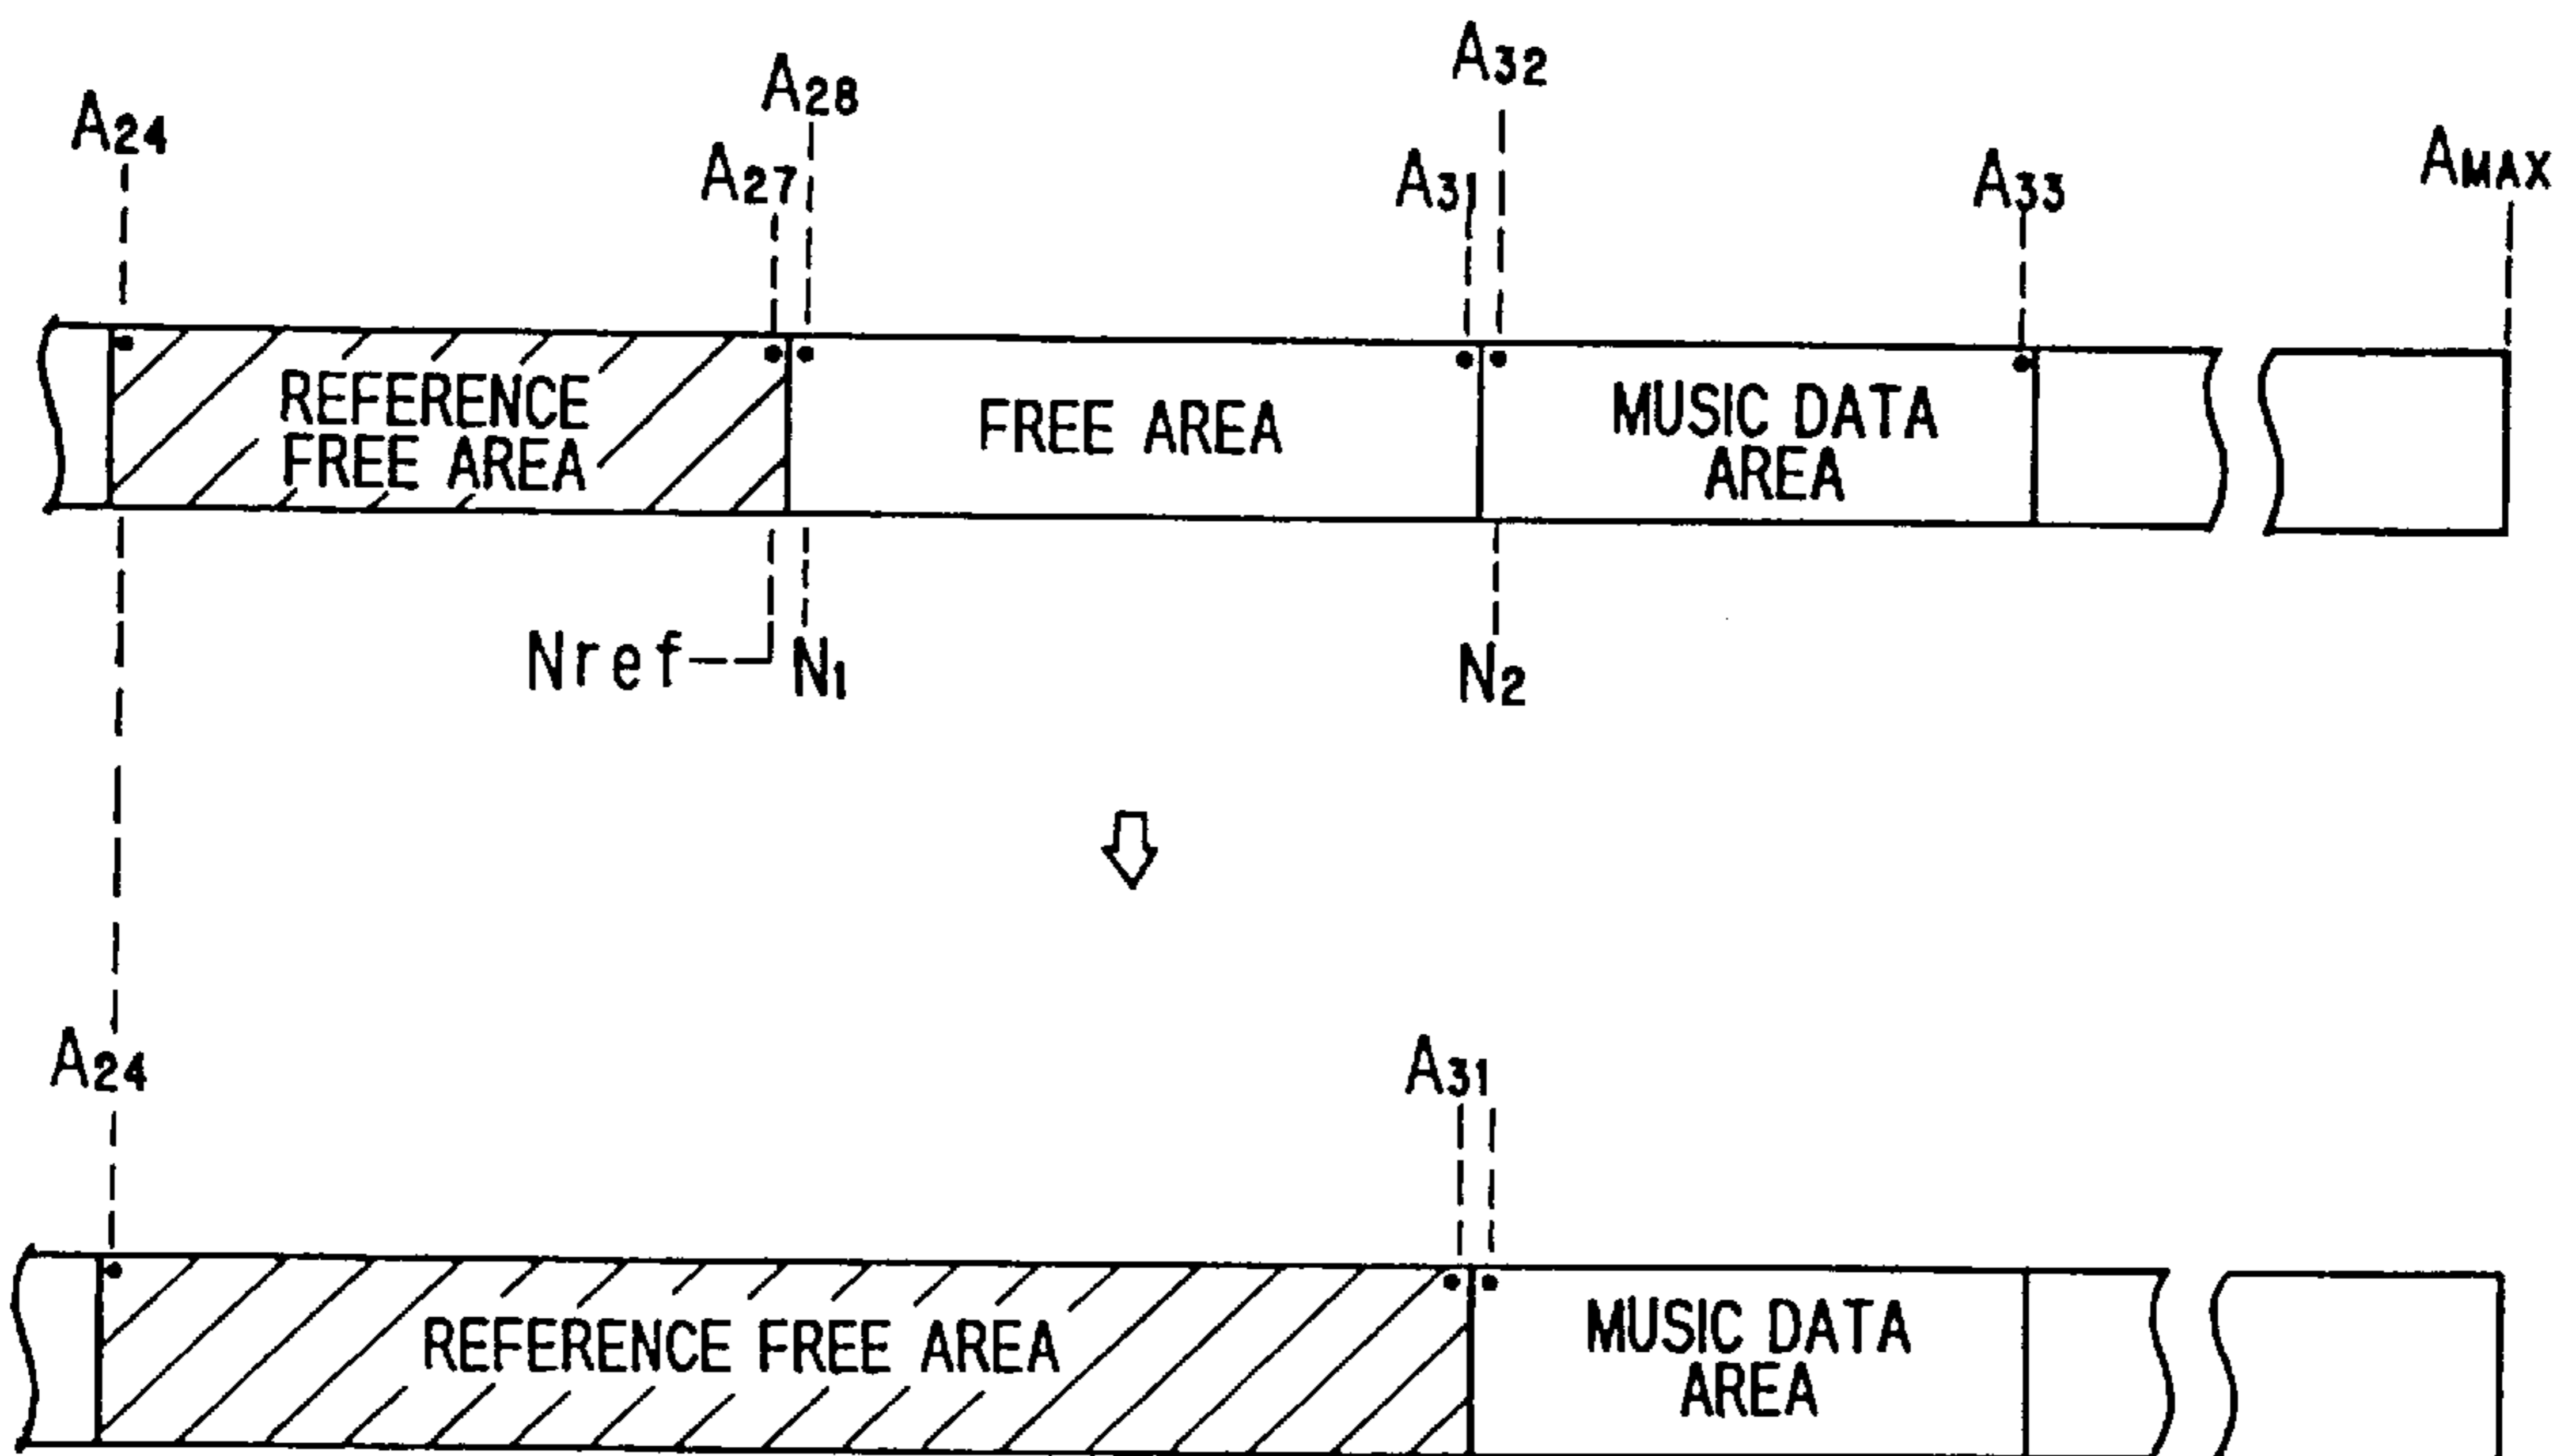 A32
A28
A24
A27
A31
A33
AMAX
REFERENCE
FREE AREA
FREE AREA
MUSIC DATA
AREA
Nref
N1
N2
A24
A31
REFERENCE FREE AREA
MUSIC DATA
AREA